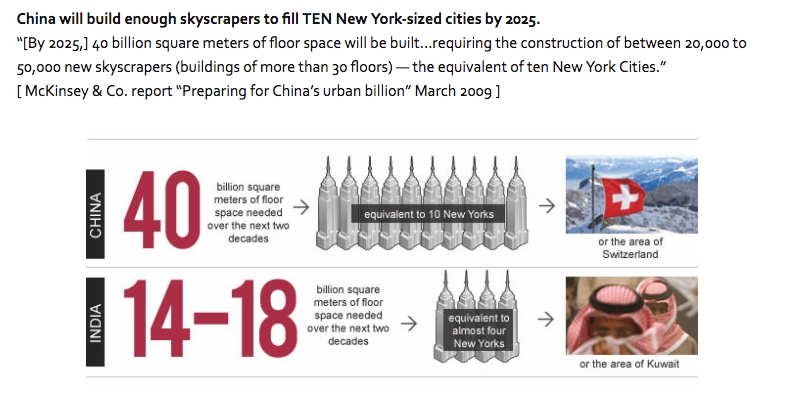 China will build enough skyscrapers to fill TEN New York-sized cities by 2025.
“[By 2025,] 40 billion square meters of floor space will be built…requiring the construction of between 20,000 to
50,000 new skyscrapers (buildings of more than 30 floors) — the equivalent of ten New York Cities.”
[ McKinsey & Co. report “Preparing for China’s urban billion” March 2009 ]
CHINA
40
billion square
meters of floor
space needed
over the next two
decades
equivalent to 10 New Yorks
or the area of
Switzerland
INDIA
14–18
billion square
meters of floor
space needed
over the next two
decades
equivalent to
almost four
New Yorks
or the area of Kuwait